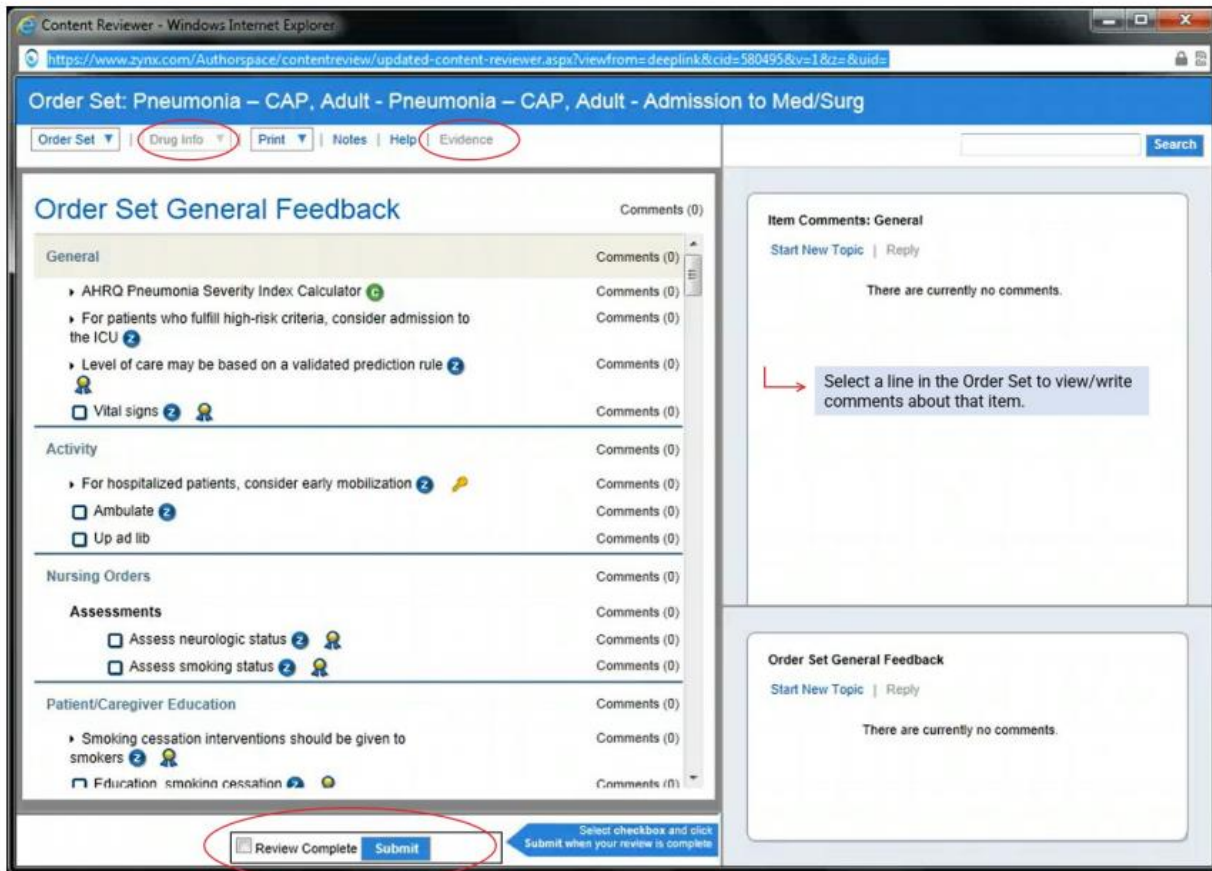 Content Reviewer - Windows Internet Explorer
https://www.zynx.com/Authorspace/contentreview/updated-content-reviewer.aspx?viewfrom=deeplink&cid=580495&v=1&z=&uid=
Order Set: Pneumonia – CAP, Adult - Pneumonia – CAP, Adult - Admission to Med/Surg
Order Set | Drug Info | Print | Notes | Help | Evidence
Search
Order Set General Feedback Comments (0)
General Comments (0)
AHRQ Pneumonia Severity Index Calculator C Comments (0)
For patients who fulfill high-risk criteria, consider admission to Comments (0)
the ICU Z
Level of care may be based on a validated prediction rule Z Comments (0)
Vital signs Z Comments (0)
Activity Comments (0)
For hospitalized patients, consider early mobilization Z Comments (0)
Ambulate Z Comments (0)
Up ad lib Comments (0)
Nursing Orders Comments (0)
Assessments Comments (0)
Assess neurologic status Z Comments (0)
Assess smoking status Z Comments (0)
Patient/Caregiver Education Comments (0)
Smoking cessation interventions should be given to Comments (0)
smokers Z
Education, smoking cessation Z Comments (0)
Review Complete Submit
Select checkbox and click
Submit when your review is complete
Item Comments: General
Start New Topic | Reply
There are currently no comments.
Select a line in the Order Set to view/write
comments about that item.
Order Set General Feedback
Start New Topic | Reply
There are currently no comments.